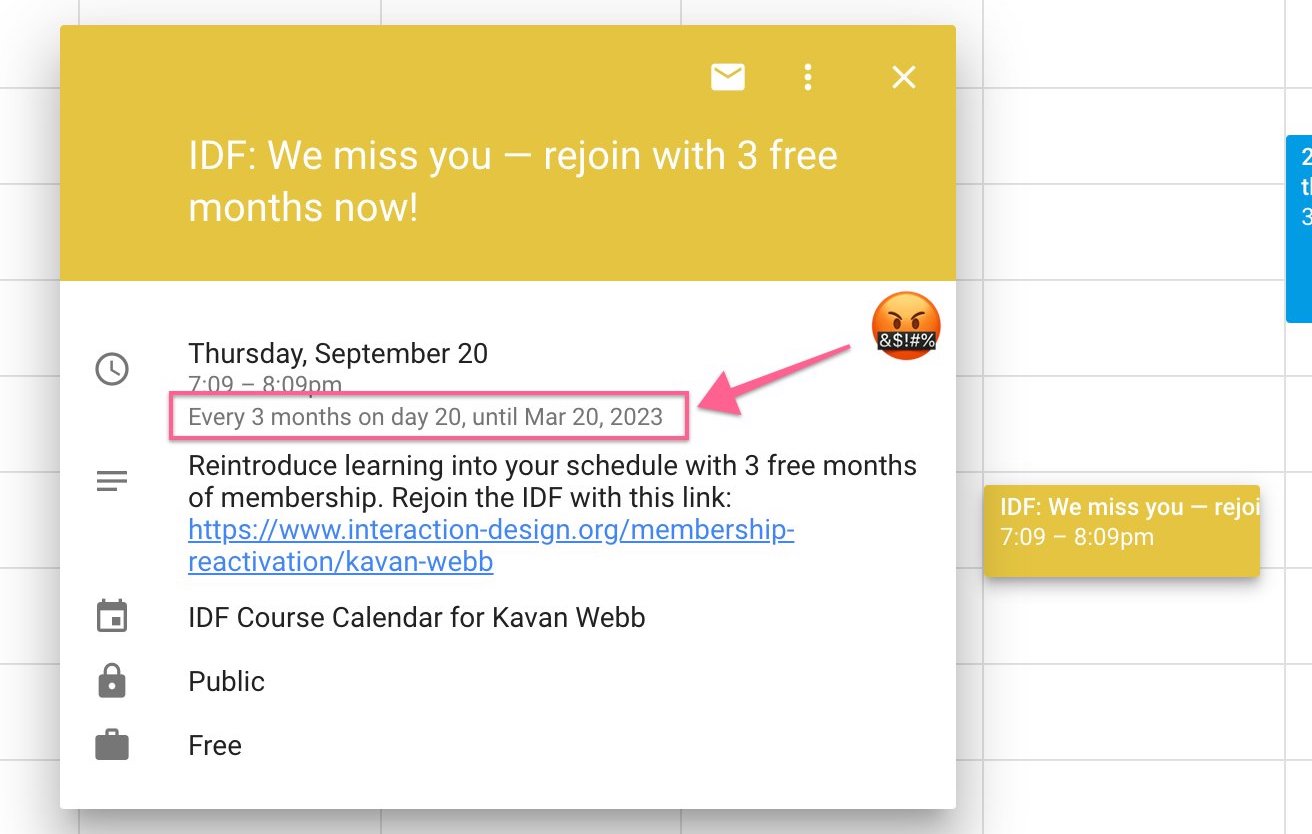 IDF: We miss you — rejoin with 3 free
months now!
&$!#%
Thursday, September 20
7:09 – 8:09pm
Every 3 months on day 20, until Mar 20, 2023
Reintroduce learning into your schedule with 3 free months
of membership. Rejoin the IDF with this link:
https://www.interaction-design.org/membership-
reactivation/kavan-webb
IDF Course Calendar for Kavan Webb
Public
Free
IDF: We miss you — rejoi
7:09 – 8:09pm
2
3